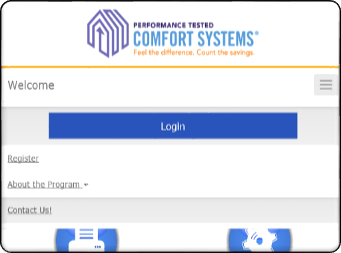 PERFORMANCE TESTED
COMFORT SYSTEMS®
Feel the difference. Count the savings.
Welcome
Login
Register
About the Program
Contact Us!